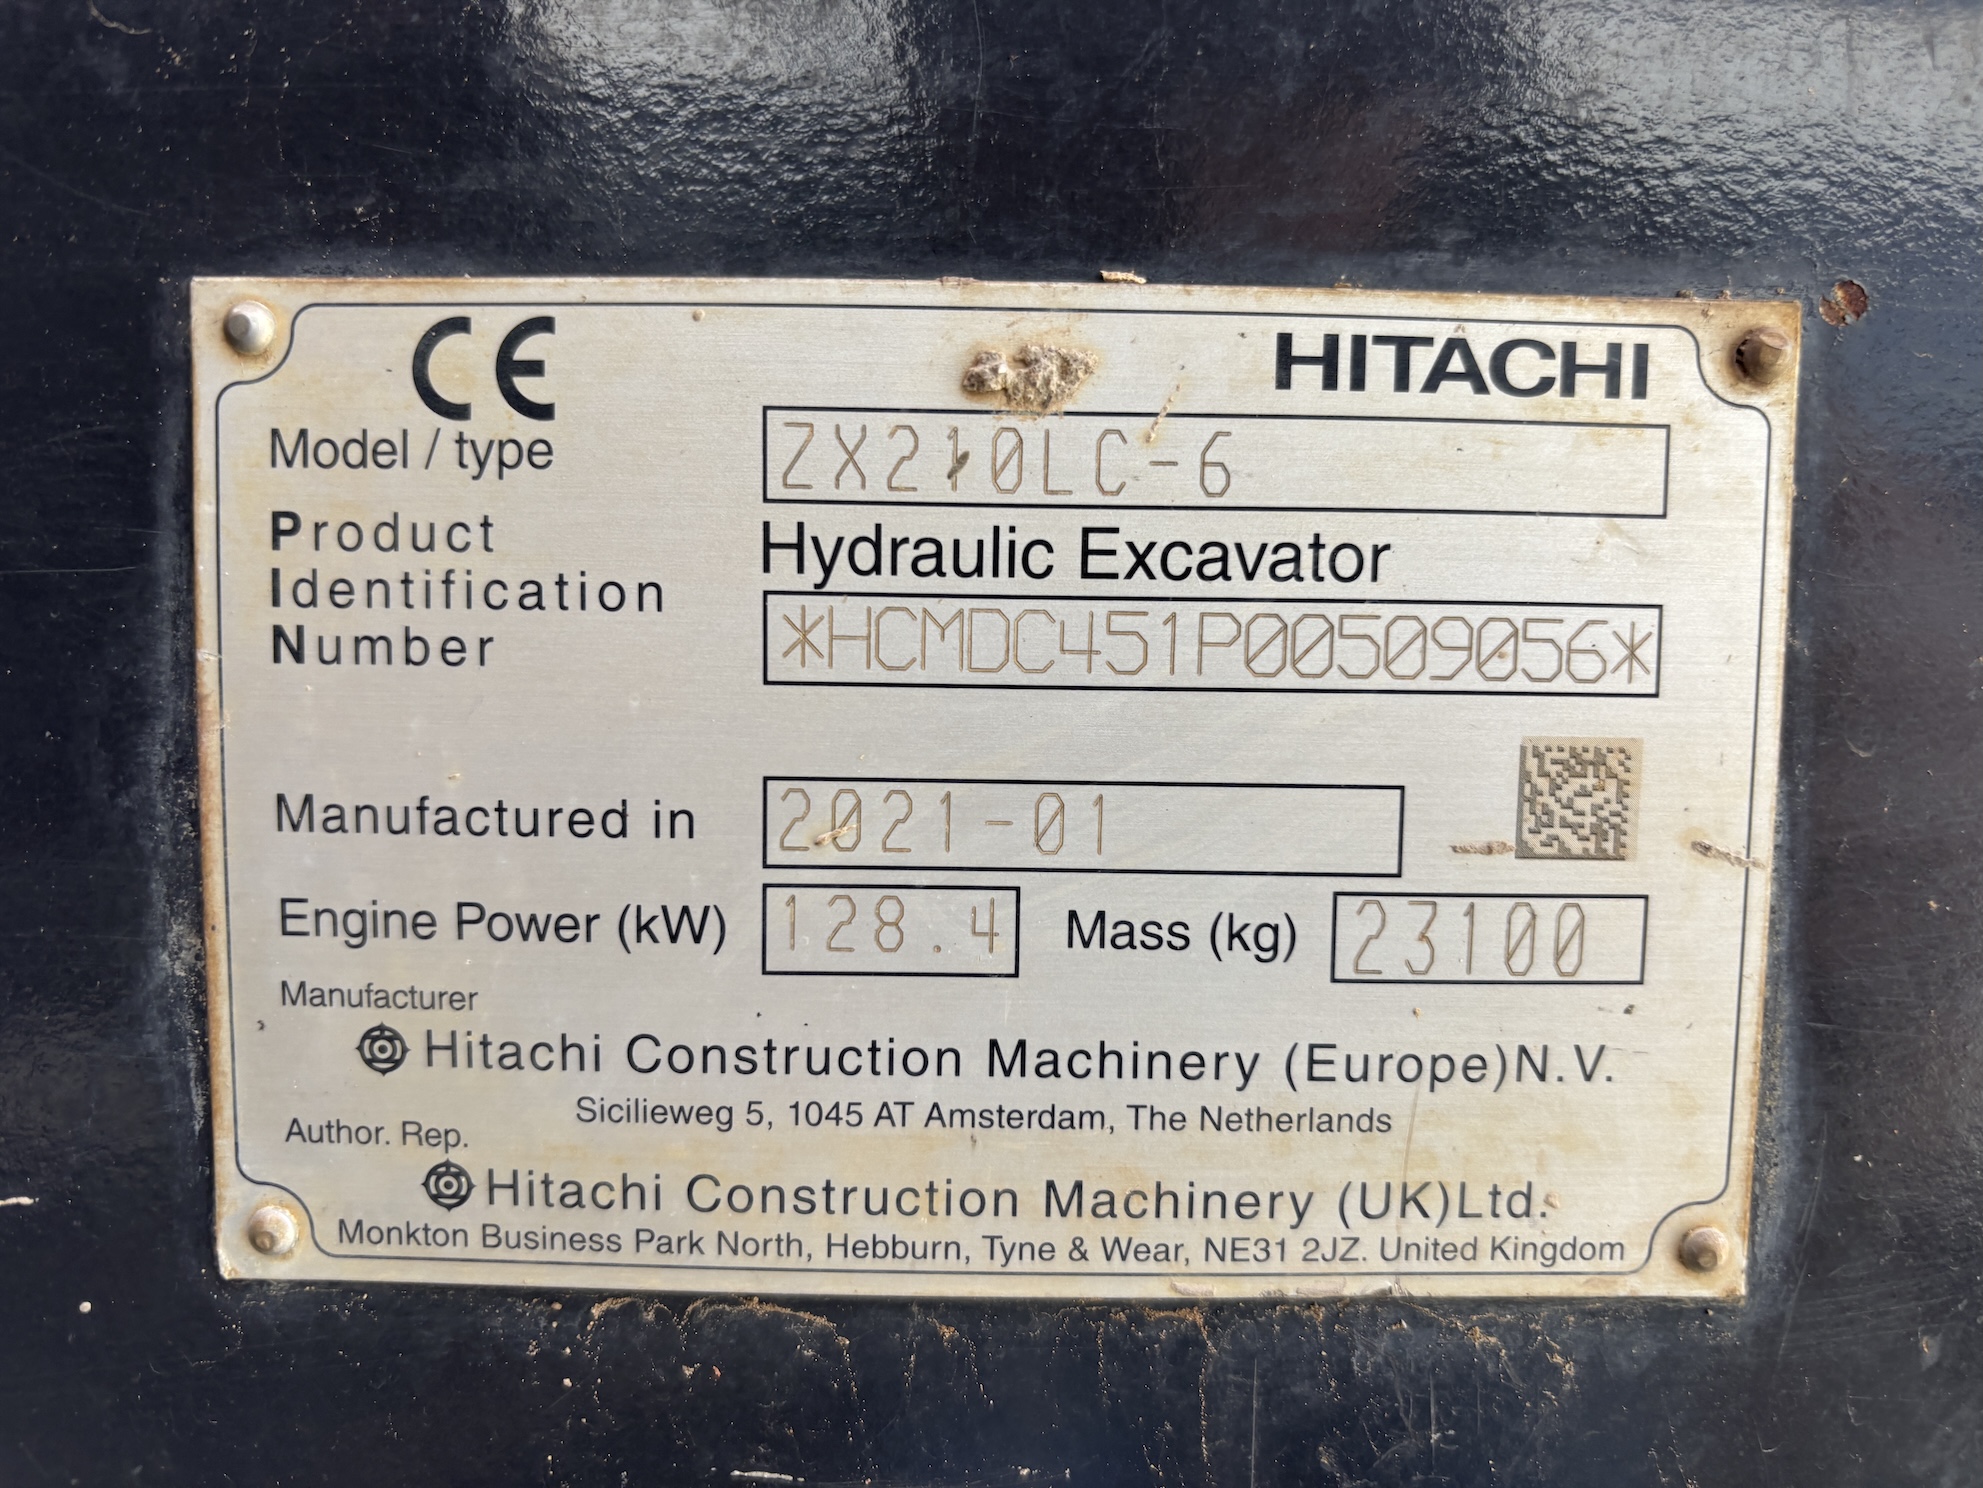 CE HITACHI
Model / type ZX210LC-6
Product Hydraulic Excavator
Identification
Number *HCMDC451P00509056*
Manufactured in 2021-01
Engine Power (kW) 128.4 Mass (kg) 23100
Manufacturer
Hitachi Construction Machinery (Europe)N.V.
Sicilieweg 5, 1045 AT Amsterdam, The Netherlands
Author. Rep.
Hitachi Construction Machinery (UK)Ltd.
Monkton Business Park North, Hebburn, Tyne & Wear, NE31 2JZ. United Kingdom